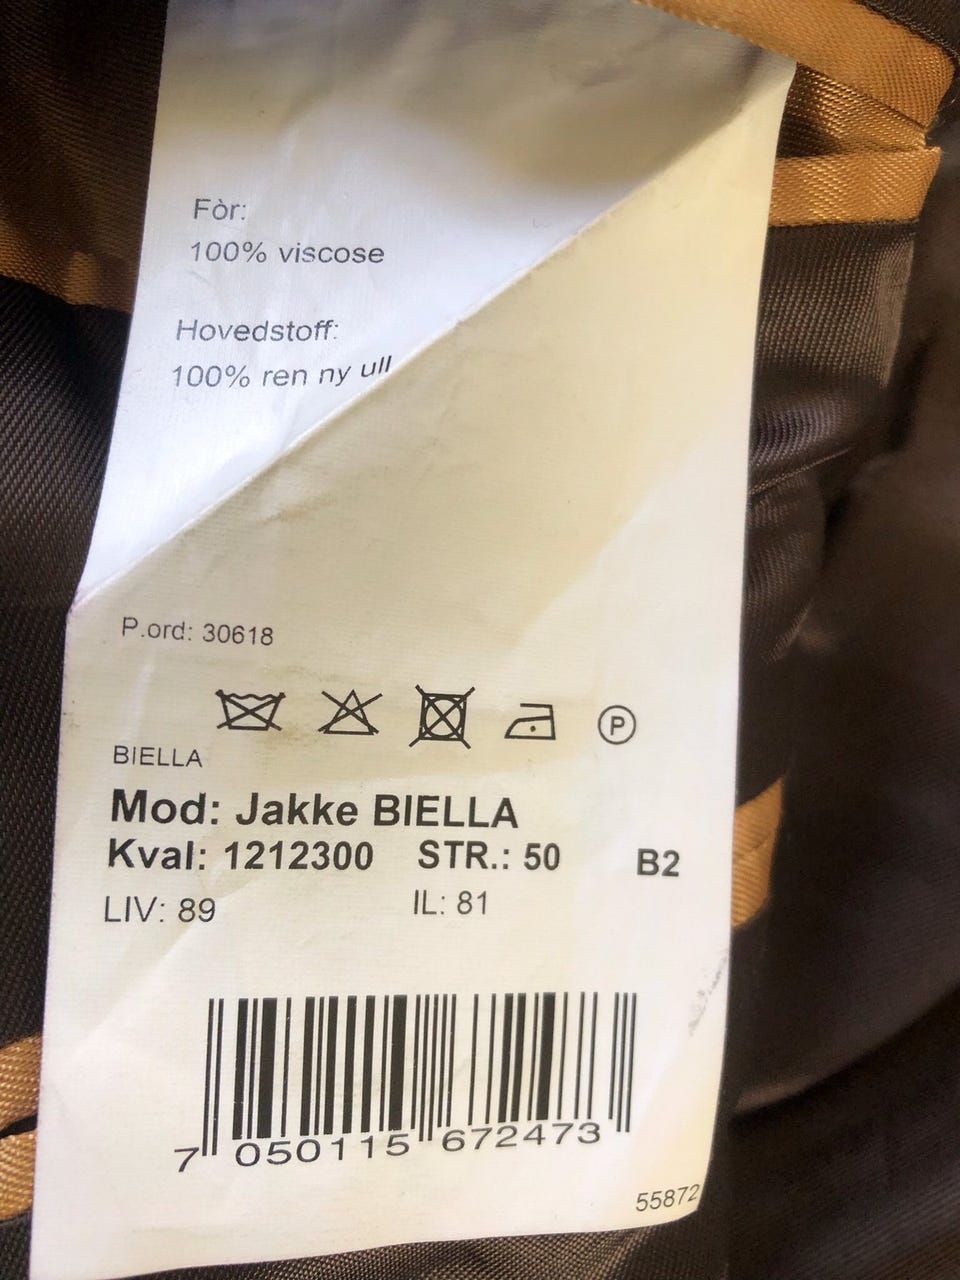 Fòr:
100% viscose
Hovedstoff:
100% ren ny ull
P.ord: 30618
P
BIELLA
Mod: Jakke BIELLA
Kval: 1212300 STR.: 50 B2
LIV: 89 IL: 81
7 050115 672473
55872